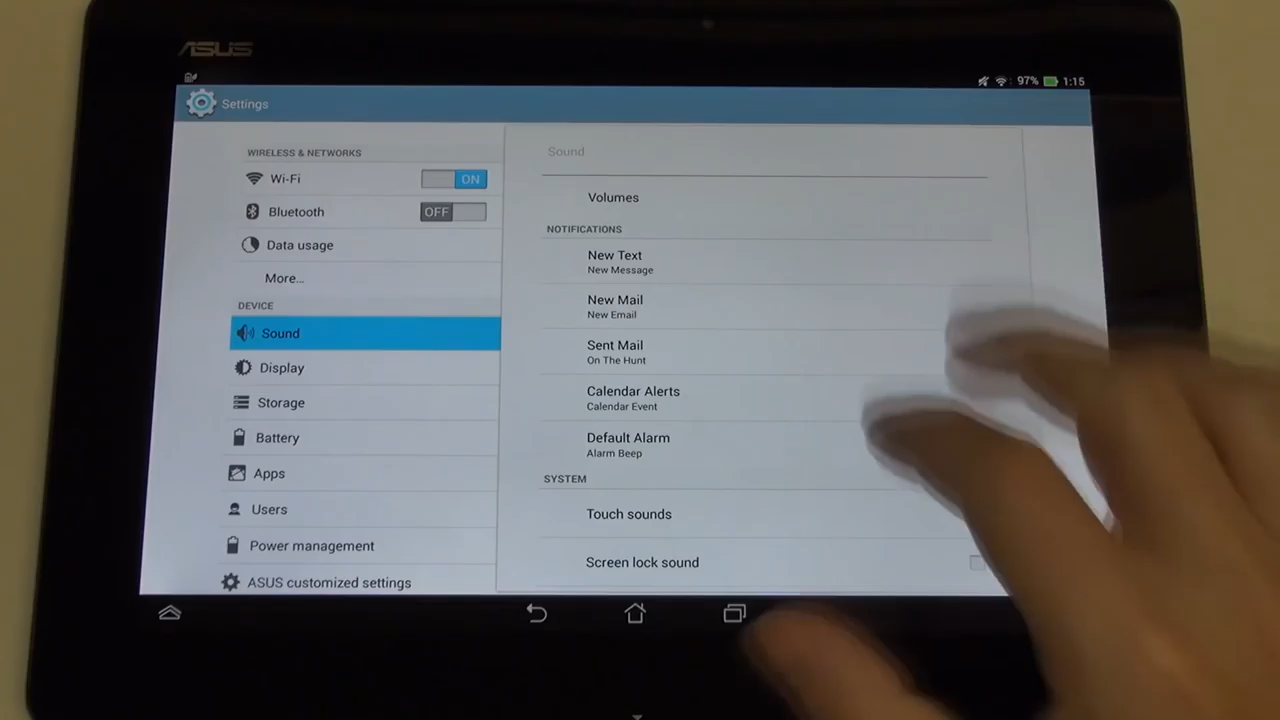 ASUS
97% 1:15
Settings
WIRELESS & NETWORKS
Wi-Fi ON
Bluetooth OFF
Data usage
More...
DEVICE
Sound
Display
Storage
Battery
Apps
Users
Power management
ASUS customized settings
Sound
Volumes
NOTIFICATIONS
New Text
New Message
New Mail
New Email
Sent Mail
On The Hunt
Calendar Alerts
Calendar Event
Default Alarm
Alarm Beep
SYSTEM
Touch sounds
Screen lock sound